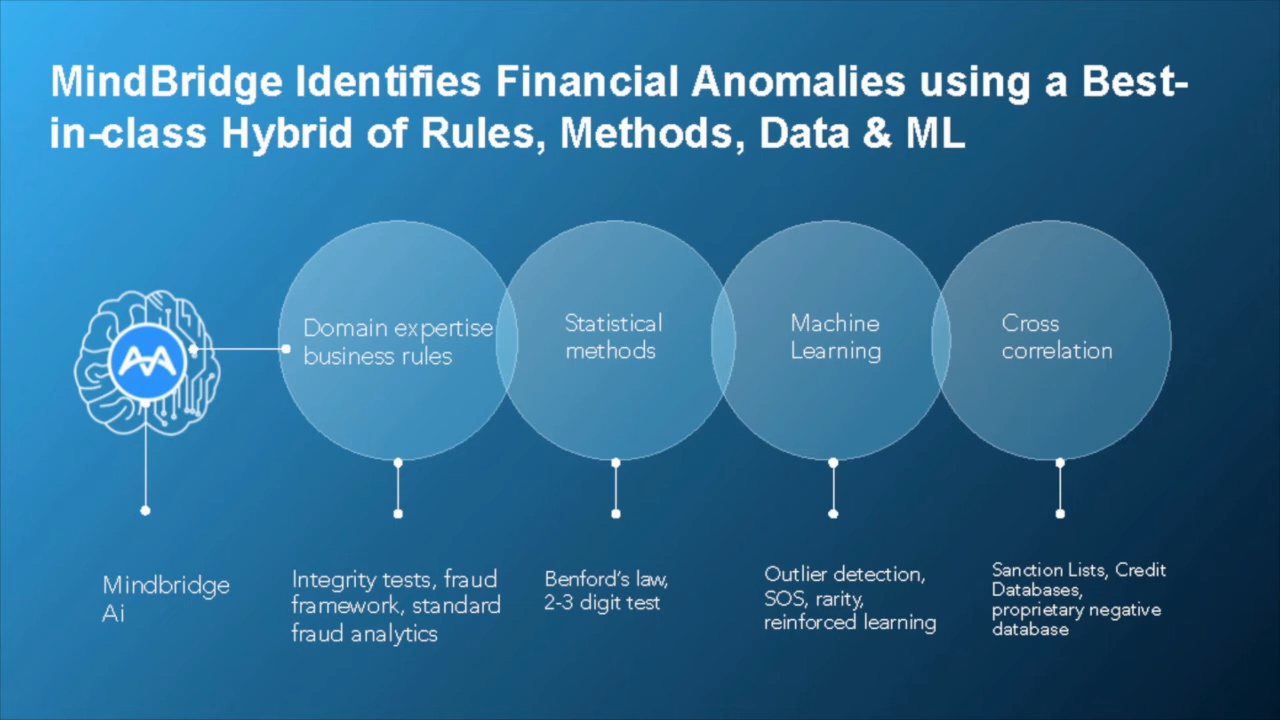 MindBridge Identifies Financial Anomalies using a Best-
in-class Hybrid of Rules, Methods, Data & ML
Domain expertise
business rules
Statistical
methods
Machine
Learning
Cross
correlation
Mindbridge
Ai
Integrity tests, fraud
framework, standard
fraud analytics
Benford's law,
2-3 digit test
Outlier detection,
SOS, rarity,
reinforced learning
Sanction Lists, Credit
Databases,
proprietary negative
database